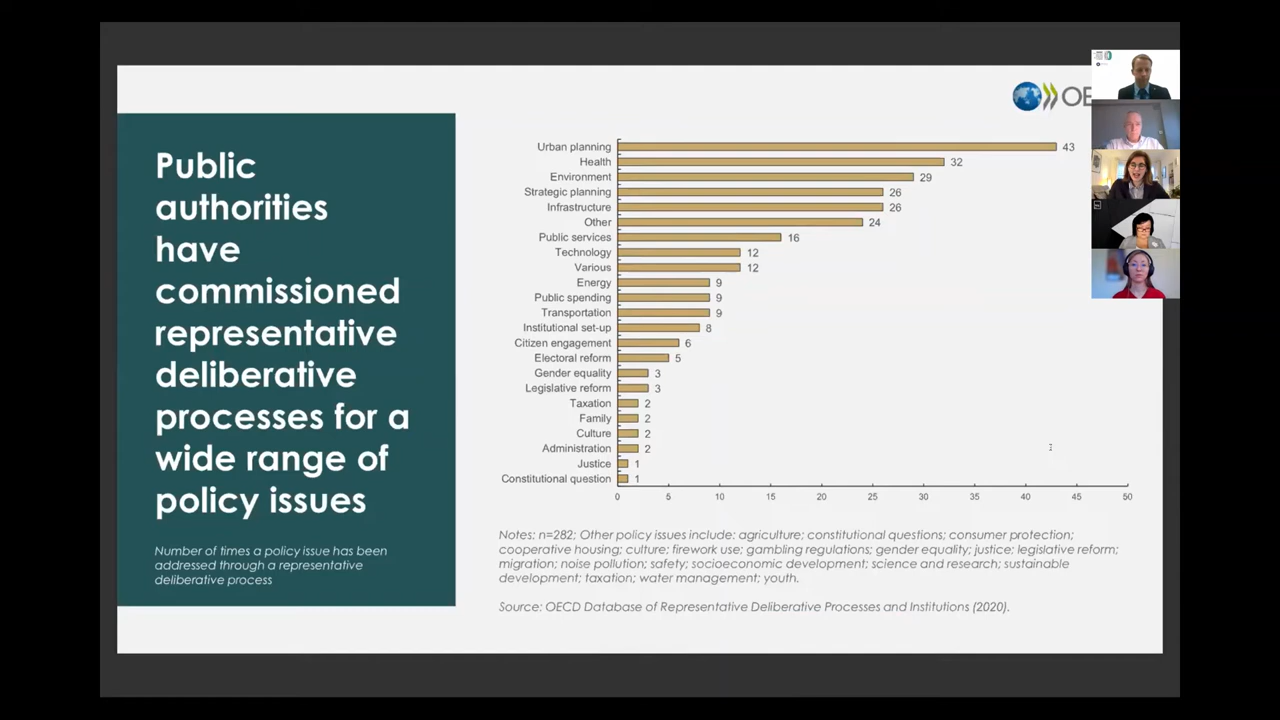 Public
authorities
have
commissioned
representative
deliberative
processes for a
wide range of
policy issues
Number of times a policy issue has been
addressed through a representative
deliberative process
OE
Urban planning 43
Health 32
Environment 29
Strategic planning 26
Infrastructure 26
Other 24
Public services 16
Technology 12
Various 12
Energy 9
Public spending 9
Transportation 9
Institutional set-up 8
Citizen engagement 6
Electoral reform 5
Gender equality 3
Legislative reform 3
Taxation 2
Family 2
Culture 2
Administration 2
Justice 1
Constitutional question 1
0 5 10 15 20 25 30 35 40 45 50
Notes: n=282; Other policy issues include: agriculture; constitutional questions; consumer protection;
cooperative housing; culture; firework use; gambling regulations; gender equality; justice; legislative reform;
migration; noise pollution; safety; socioeconomic development; science and research; sustainable
development; taxation; water management; youth.
Source: OECD Database of Representative Deliberative Processes and Institutions (2020).